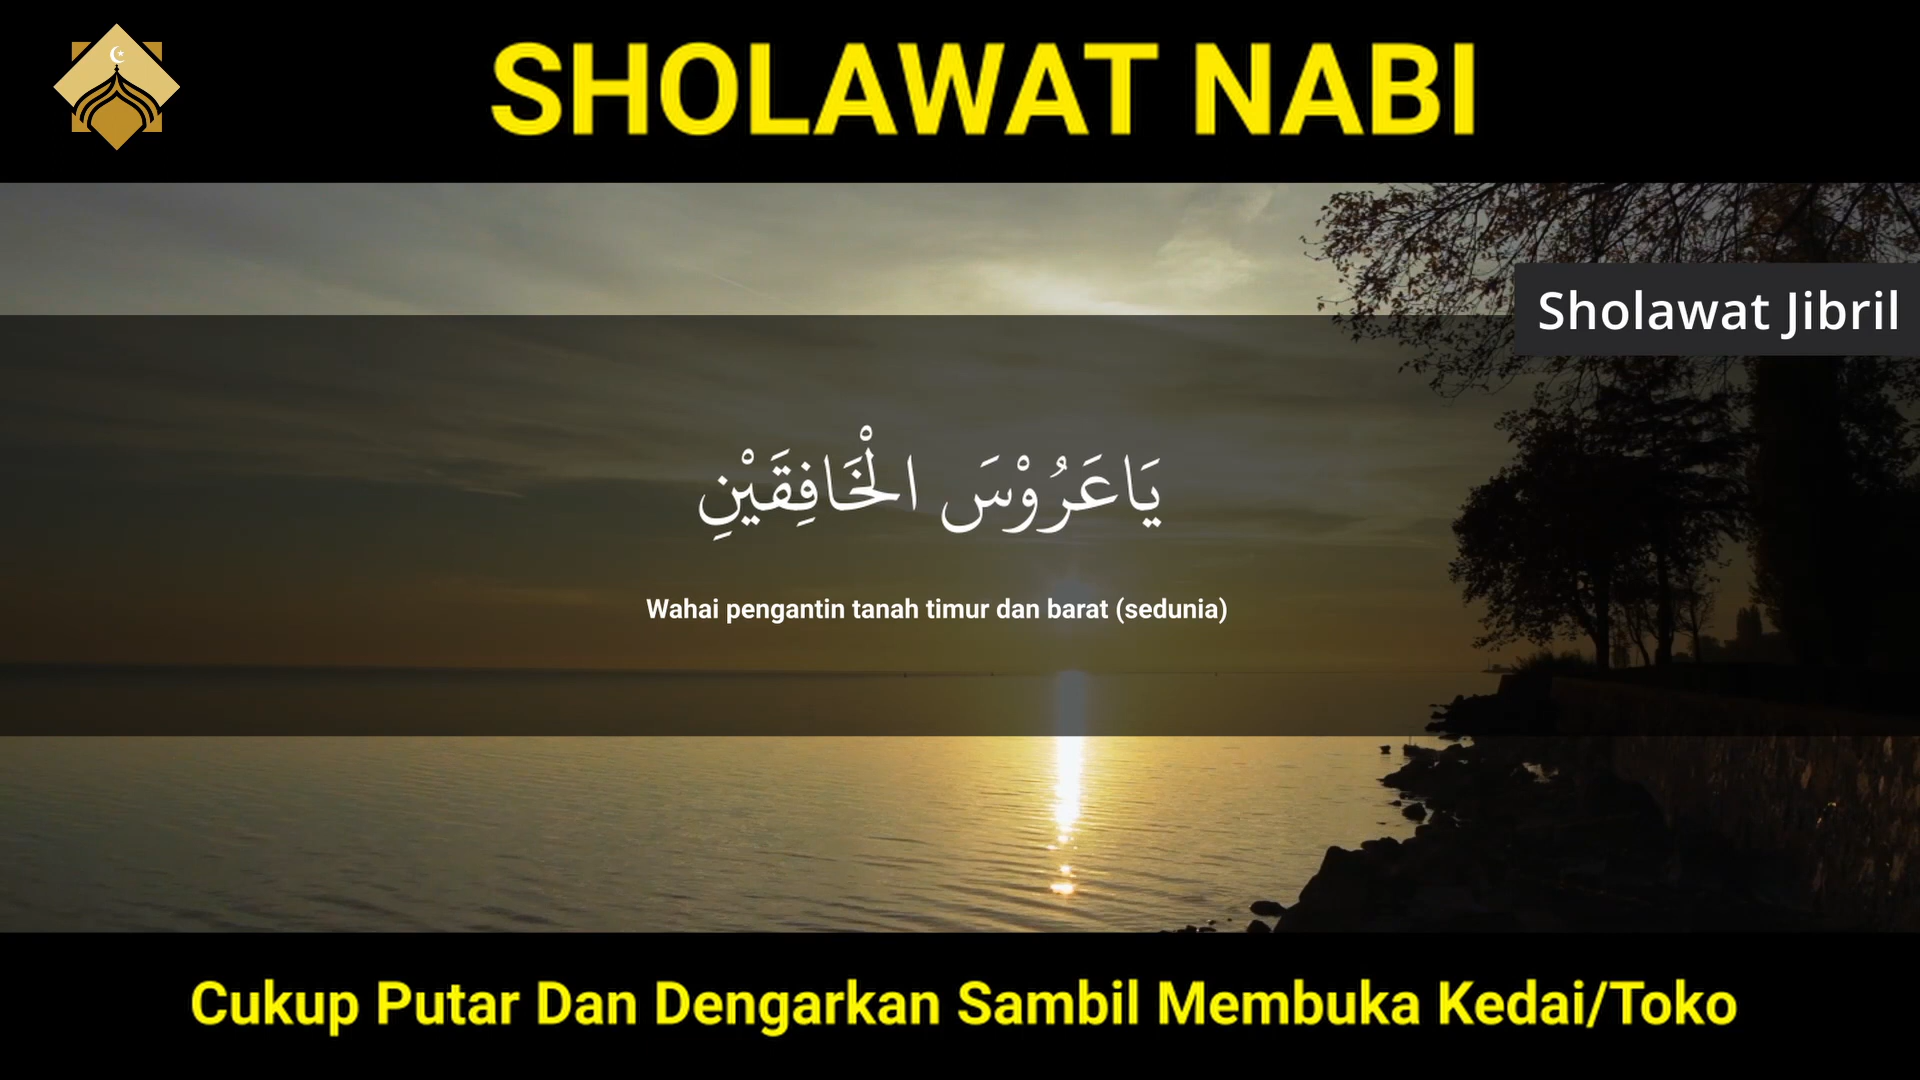 SHOLAWAT NABI
Sholawat Jibril
يَاعَرُوْسَ الْخَافِقَيْنِ
Wahai pengantin tanah timur dan barat (sedunia)
Cukup Putar Dan Dengarkan Sambil Membuka Kedai/Toko